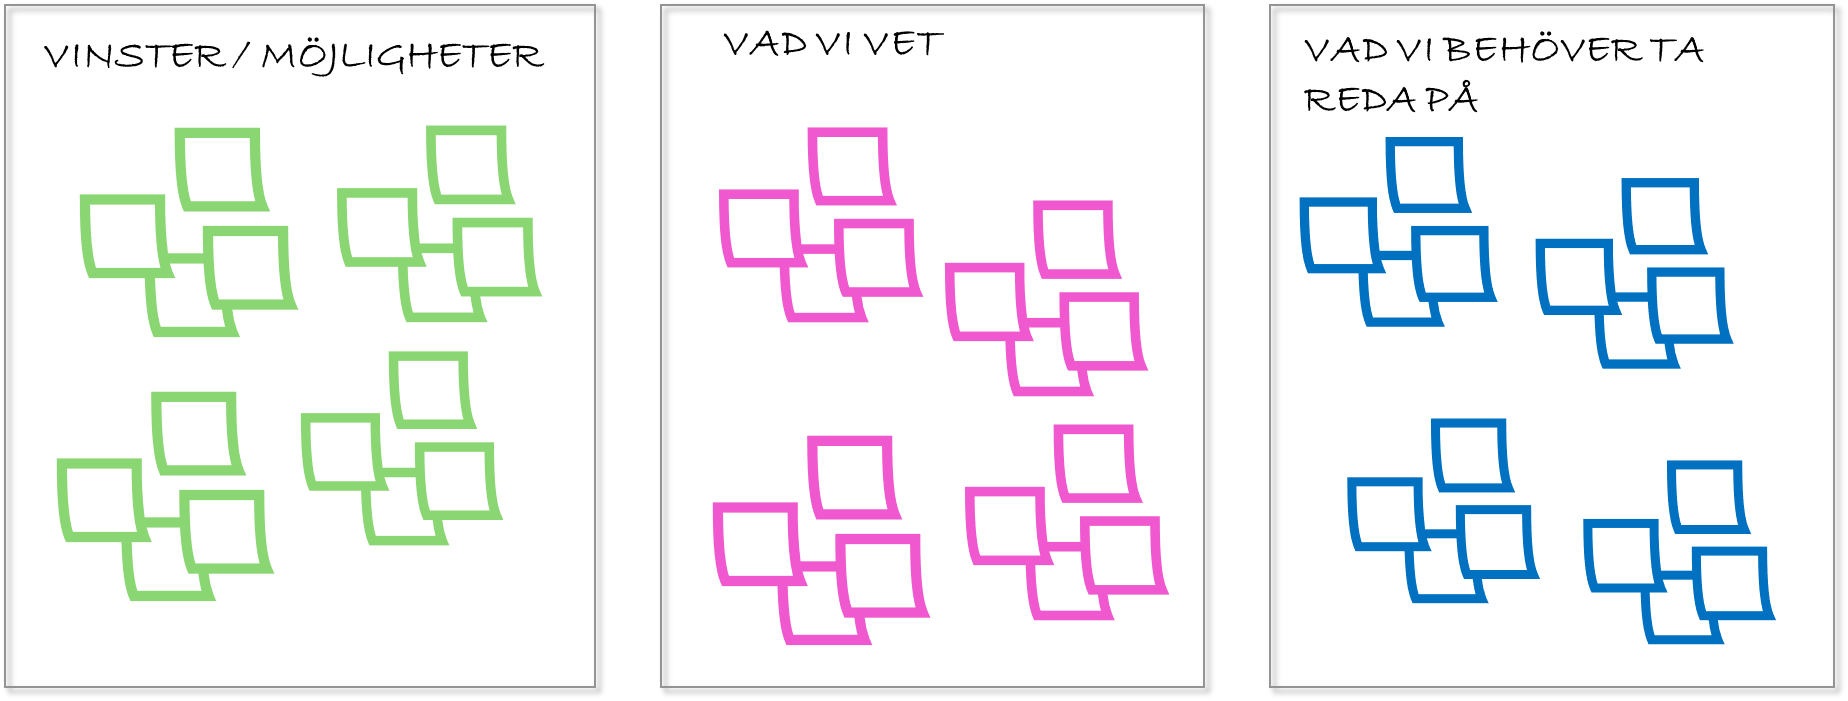 VINSTER / MÖJLIGHETER
VAD VI VET
VAD VI BEHÖVER TA
REDA PÅ